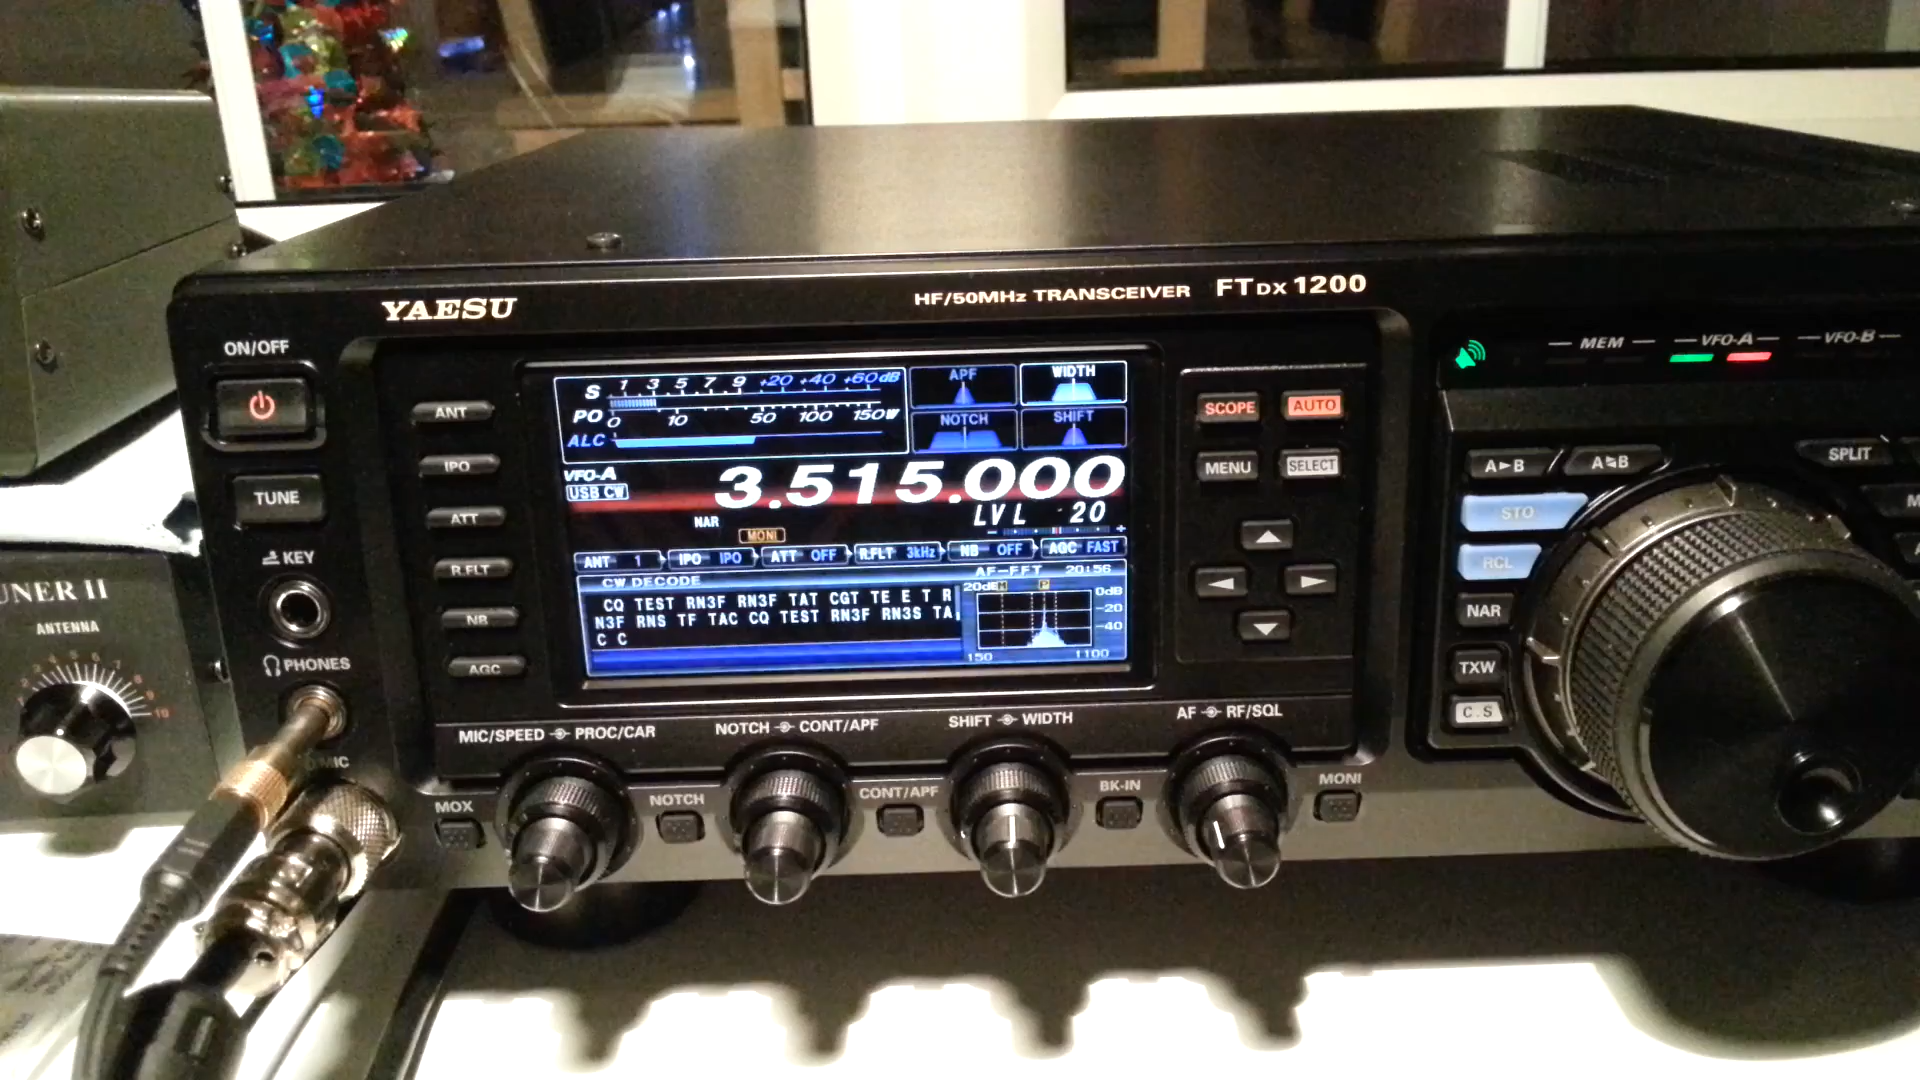 YAESU
HF/50MHz TRANSCEIVER FTDX1200
ON/OFF
TUNE
KEY
PHONES
MIC
ANT
IPO
ATT
R.FLT
NB
AGC
S 1 3 5 7 9 +20 +40 +60dB
PO 0 10 50 100 150W
ALC
APF
WIDTH
NOTCH
SHIFT
VFO-A
USB CW
3.515.000
NAR
LVL 20
MONI
ANT 1 IPO IPO ATT OFF R.FLT 3kHz NB OFF AGC FAST
CW DECODE
AF-FFT 20:56
CQ TEST RN3F RN3F TAT CGT TE E T R
N3F RNS TF TAC CQ TEST RN3F RN3S TA
C C
20dB
0dB
-20
-40
150 1100
SCOPE
AUTO
MENU
SELECT
MEM
VFO-A
VFO-B
A►B
SPLIT
STO
RCL
NAR
TXW
C.S
MIC/SPEED PROC/CAR
NOTCH CONT/APF
SHIFT WIDTH
AF RF/SQL
MOX
NOTCH
CONT/APF
BK-IN
MONI
UNER II
ANTENNA
10